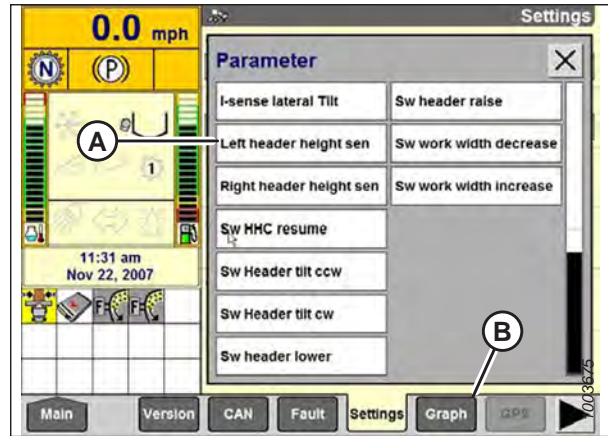 0.0 mph
Settings
N
(P)
Parameter
I-sense lateral Tilt
Sw header raise
A
Left header height sen
Sw work width decrease
1
Right header height sen
Sw work width increase
Sw HHC resume
11:31 am
Nov 22, 2007
Sw Header tilt ccw
F
F
Sw Header tilt cw
B
Sw header lower
Main
Version
CAN
Fault
Settings
Graph
GPS
1003675